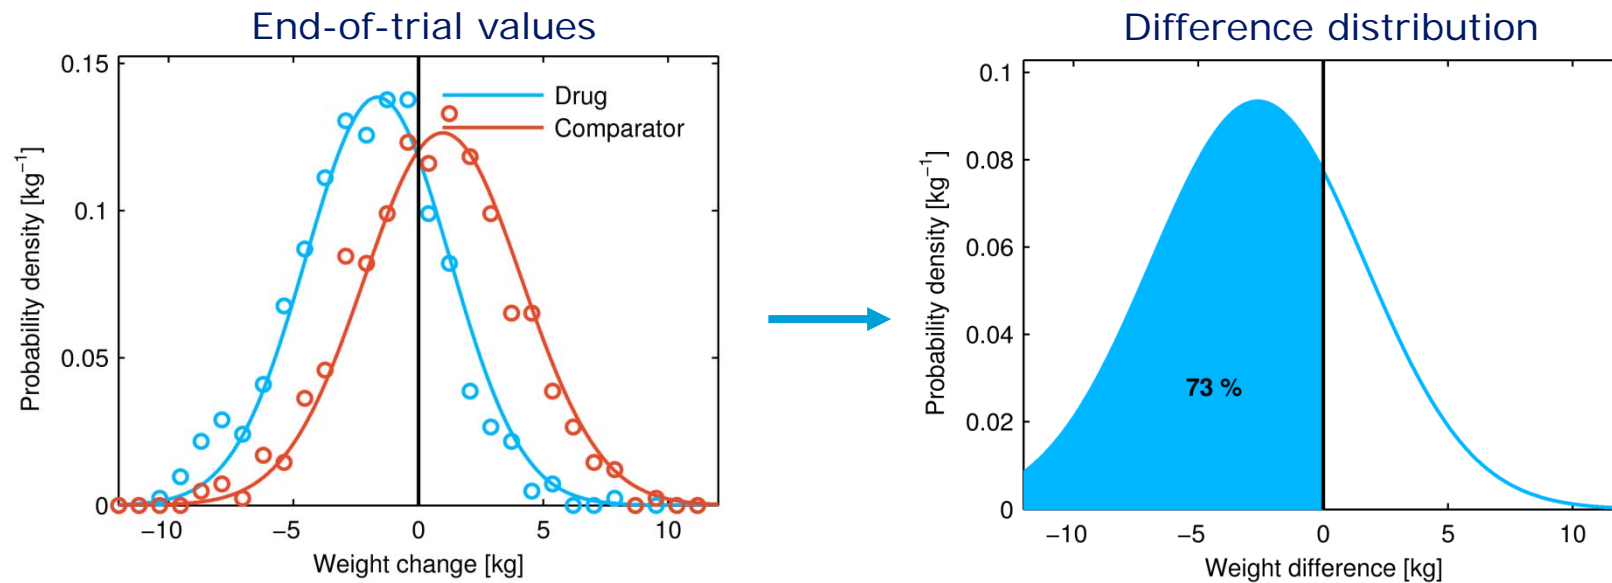 End-of-trial values
0.15
0.1
0.05
0
Probability density [kg⁻¹]
Drug
Comparator
−10 −5 0 5 10
Weight change [kg]
Difference distribution
0.1
0.08
0.06
0.04
0.02
0
Probability density [kg⁻¹]
73 %
−10 −5 0 5 10
Weight difference [kg]